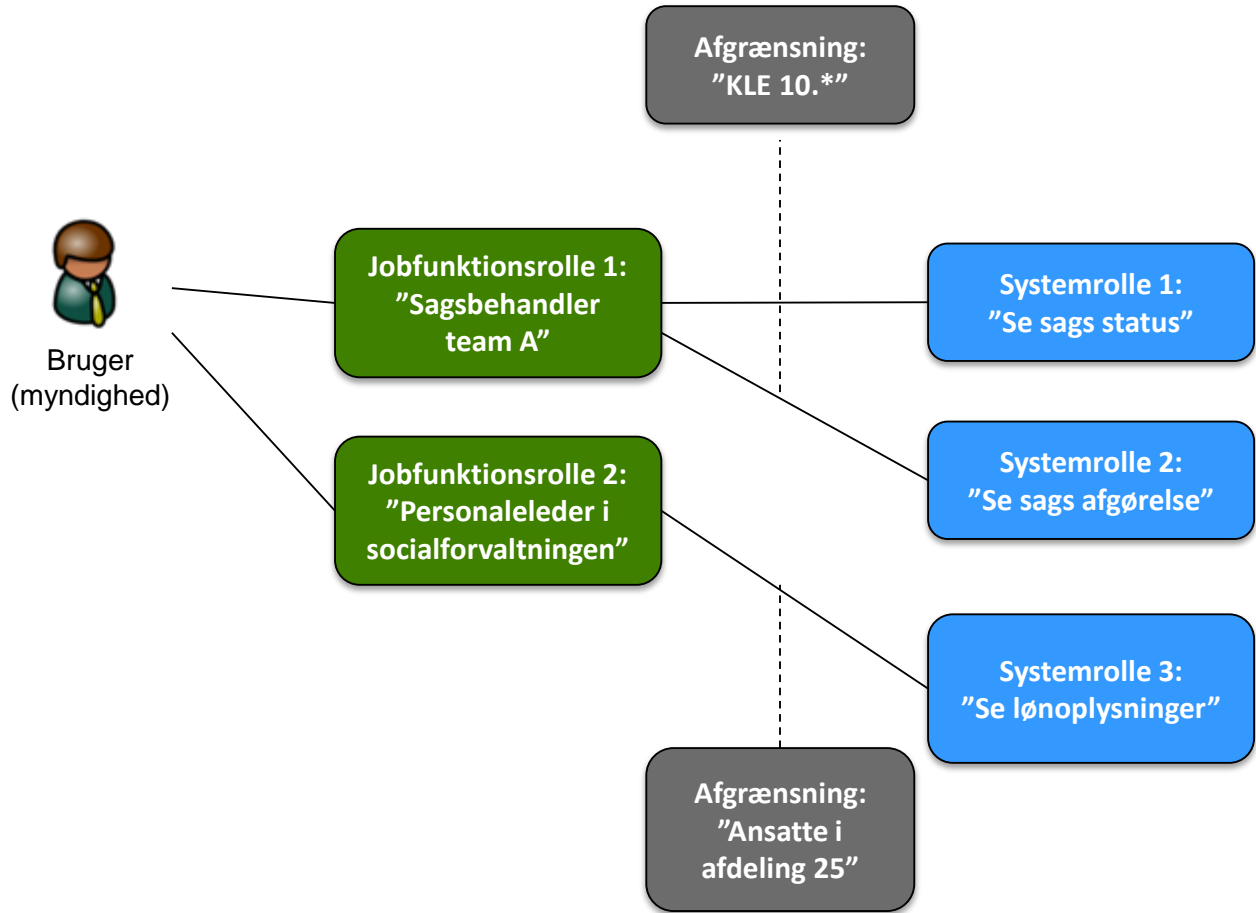 Afgrænsning:
”KLE 10.*”
Bruger
(myndighed)
Jobfunktionsrolle 1:
”Sagsbehandler
team A”
Systemrolle 1:
”Se sags status”
Jobfunktionsrolle 2:
”Personaleleder i
socialforvaltningen”
Systemrolle 2:
”Se sags afgørelse”
Systemrolle 3:
”Se lønoplysninger”
Afgrænsning:
”Ansatte i
afdeling 25”